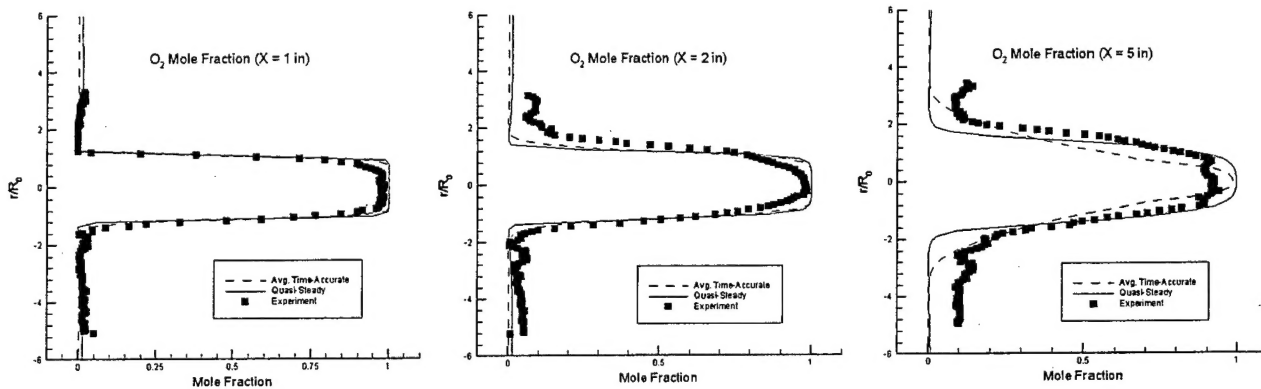 6
4
2
0
-2
-4
-6
r/R₀
O₂ Mole Fraction (X = 1 in)
Avg. Time-Accurate
Quasi-Steady
Experiment
0
0.25
0.5
0.75
1
Mole Fraction
6
4
2
0
-2
-4
-6
r/R₀
O₂ Mole Fraction (X = 2 in)
Avg. Time-Accurate
Quasi-Steady
Experiment
0
0.5
1
Mole Fraction
6
4
2
0
-2
-4
-6
r/R₀
O₂ Mole Fraction (X = 5 in)
Avg. Time-Accurate
Quasi-Steady
Experiment
0
0.5
1
Mole Fraction